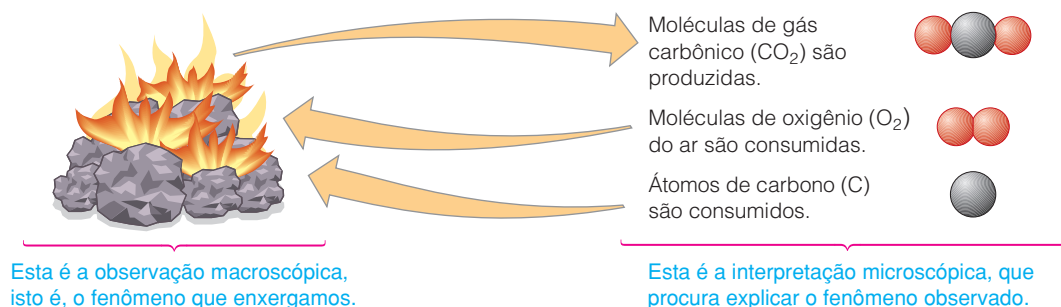 Moléculas de gás
carbônico (CO₂) são
produzidas.
Moléculas de oxigênio (O₂)
do ar são consumidas.
Átomos de carbono (C)
são consumidos.
Esta é a observação macroscópica,
isto é, o fenômeno que enxergamos.
Esta é a interpretação microscópica, que
procura explicar o fenômeno observado.